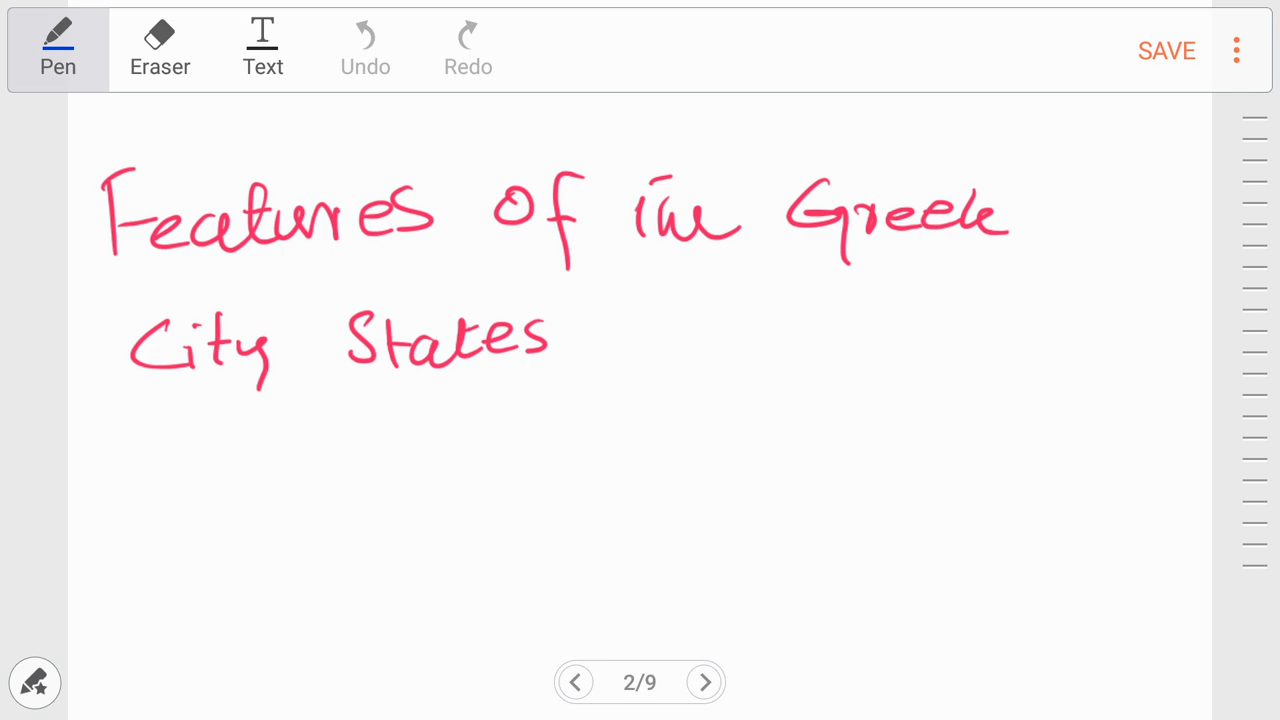 Pen
Eraser
Text
Undo
Redo
SAVE
Features of the Greek
City States
2/9